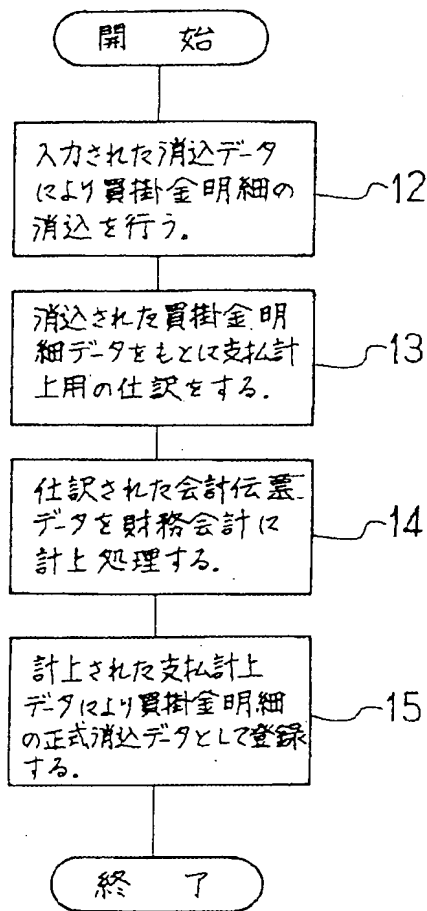 開 始
入力された消込データ
により買掛金明細の
消込を行う.
12
消込された買掛金明
細データをもとに支払計
上用の仕訳をする.
13
仕訳された会計伝票
データを財務会計に
計上処理する.
14
計上された支払計上
データにより買掛金明細
の正式消込データとして登録
する.
15
終 了